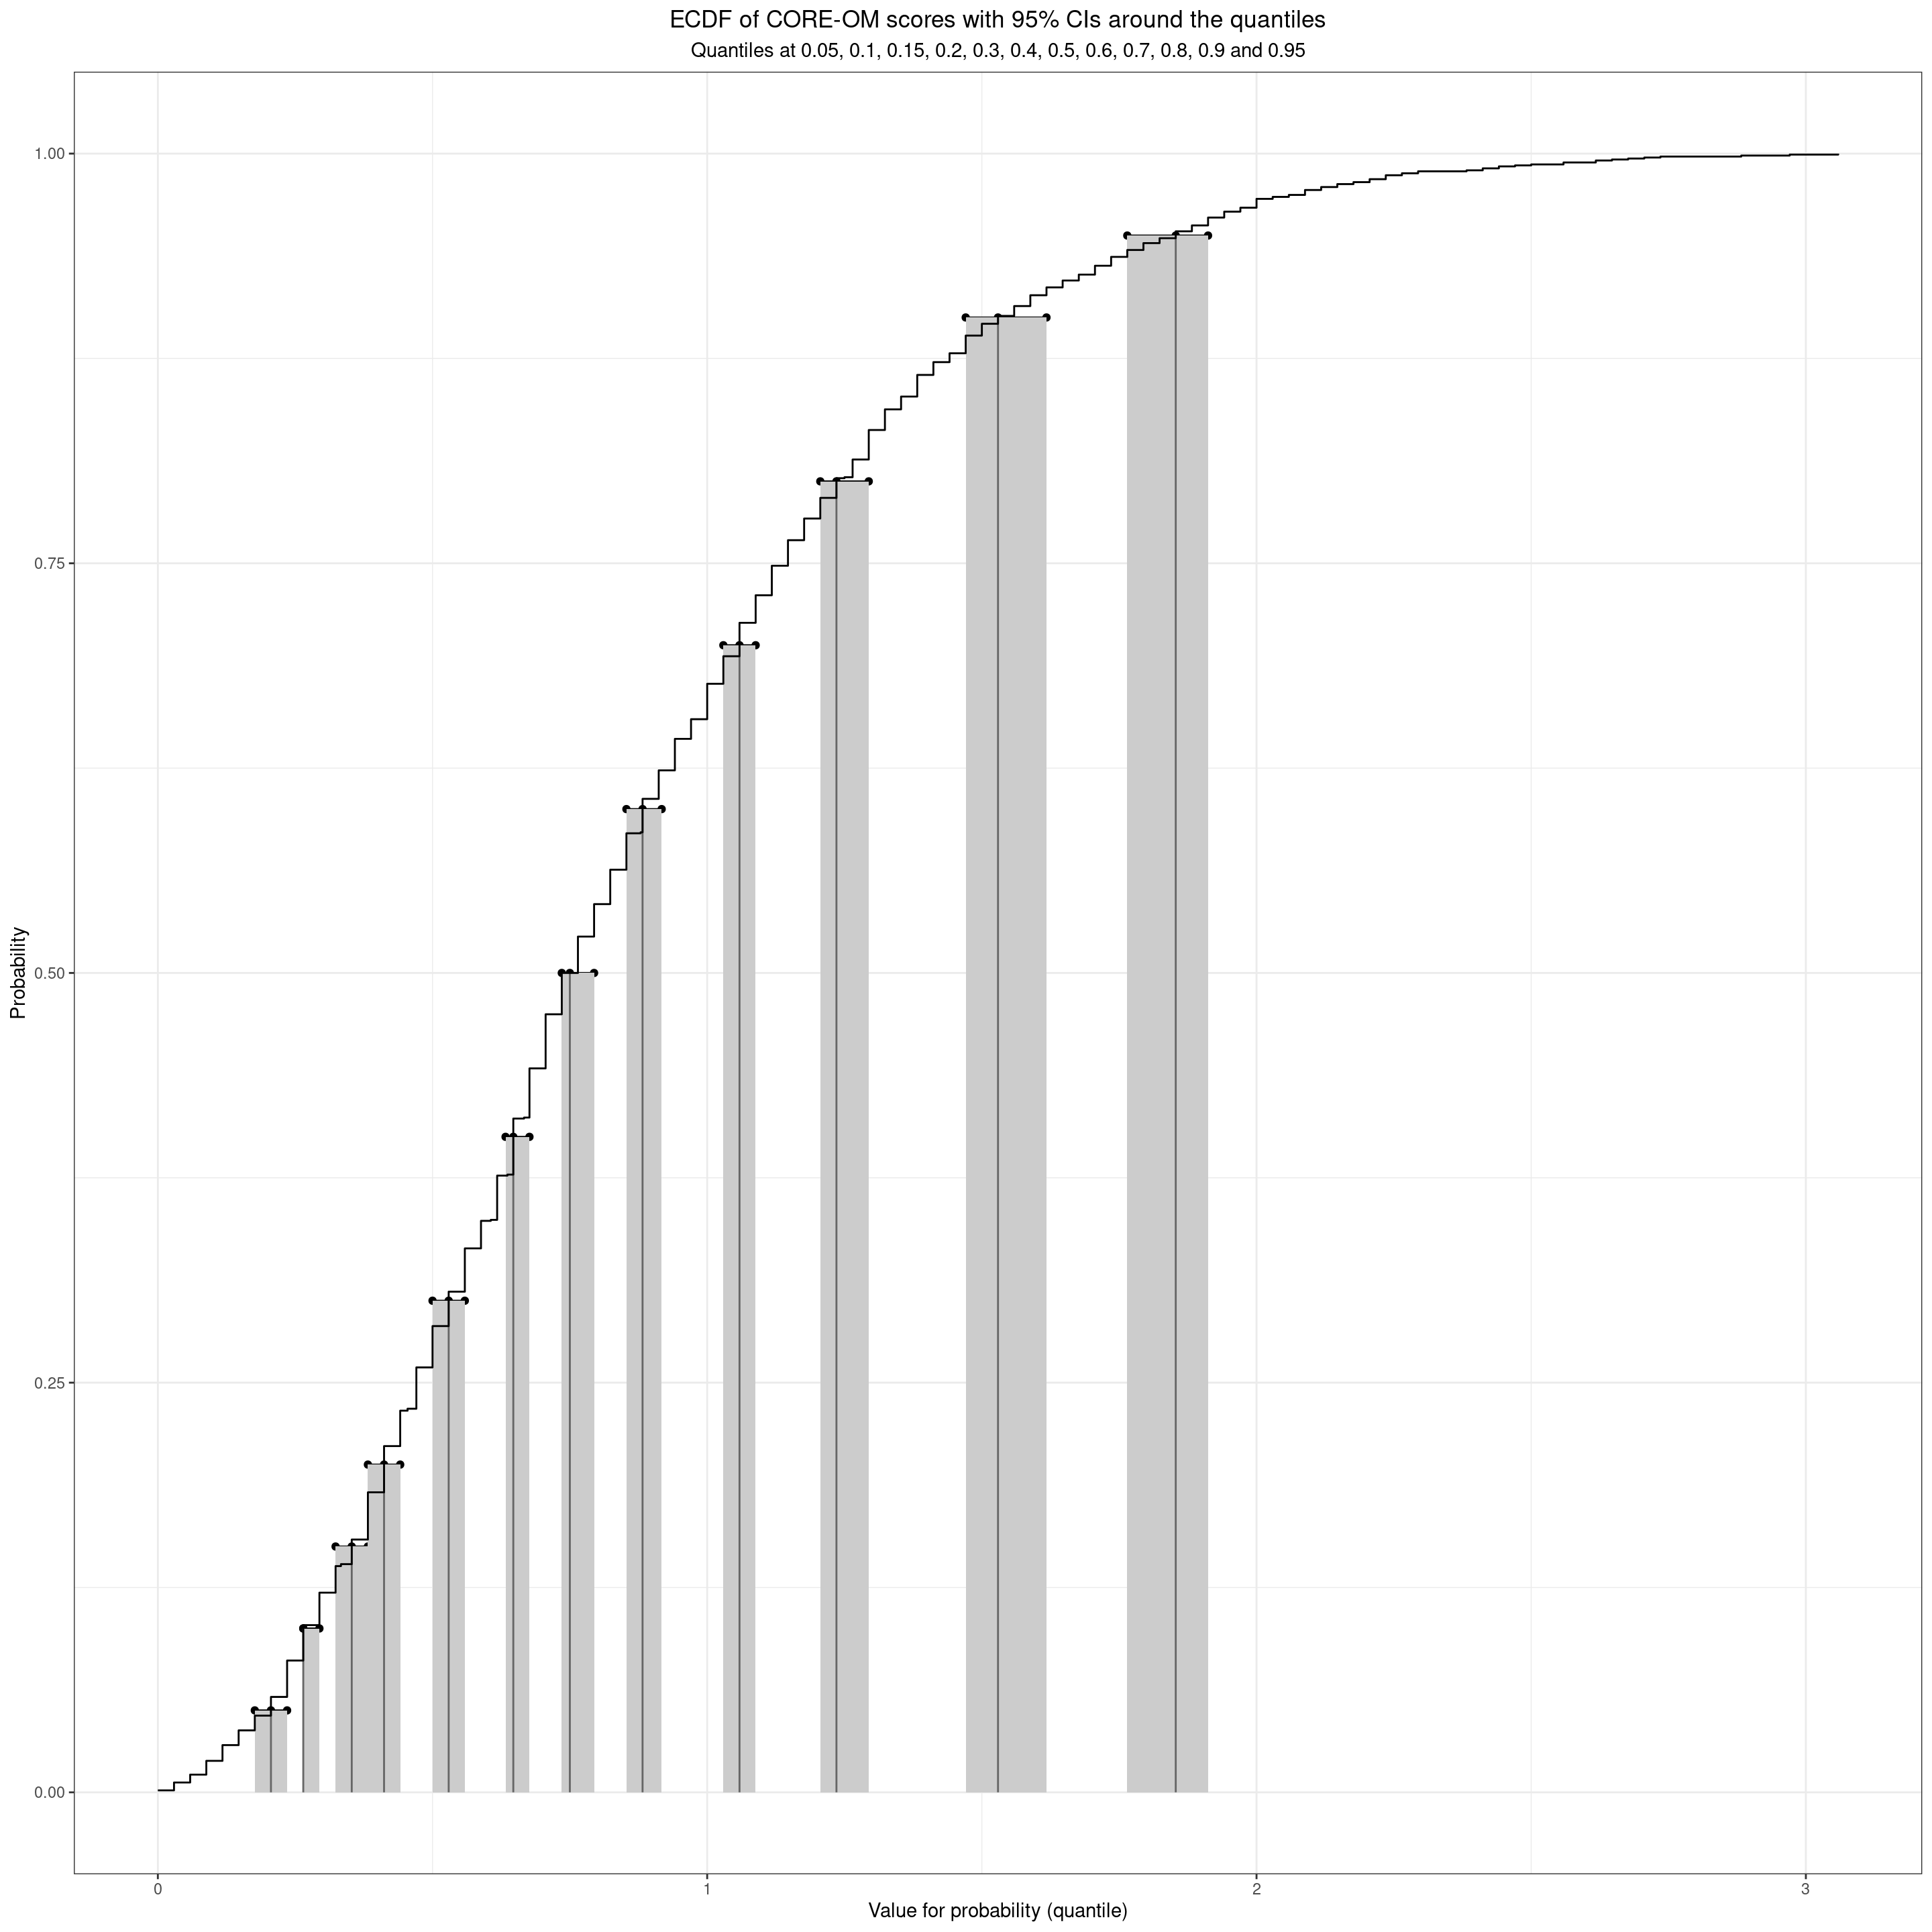 ECDF of CORE-OM scores with 95% CIs around the quantiles
Quantiles at 0.05, 0.1, 0.15, 0.2, 0.3, 0.4, 0.5, 0.6, 0.7, 0.8, 0.9 and 0.95
1.00
0.75
Probability
0.50
0.25
0.00
0 1 2 3
Value for probability (quantile)